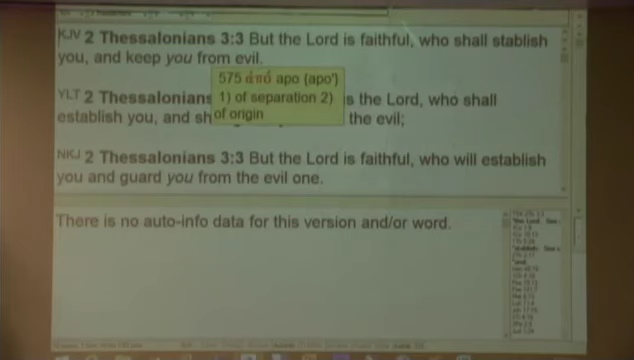 KJV 2 Thessalonians 3:3 But the Lord is faithful, who shall stablish
you, and keep you from evil.
575 ἀπό apo (apo')
1) of separation 2)
of origin
YLT 2 Thessalonians s the Lord, who shall
establish you, and sh the evil;
NKJ 2 Thessalonians 3:3 But the Lord is faithful, who will establish
you and guard you from the evil one.
There is no auto-info data for this version and/or word.